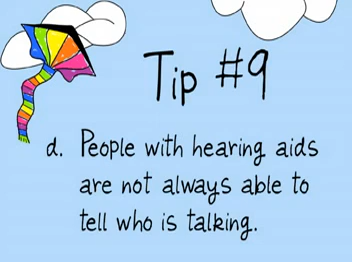 Tip #9
d. People with hearing aids
are not always able to
tell who is talking.